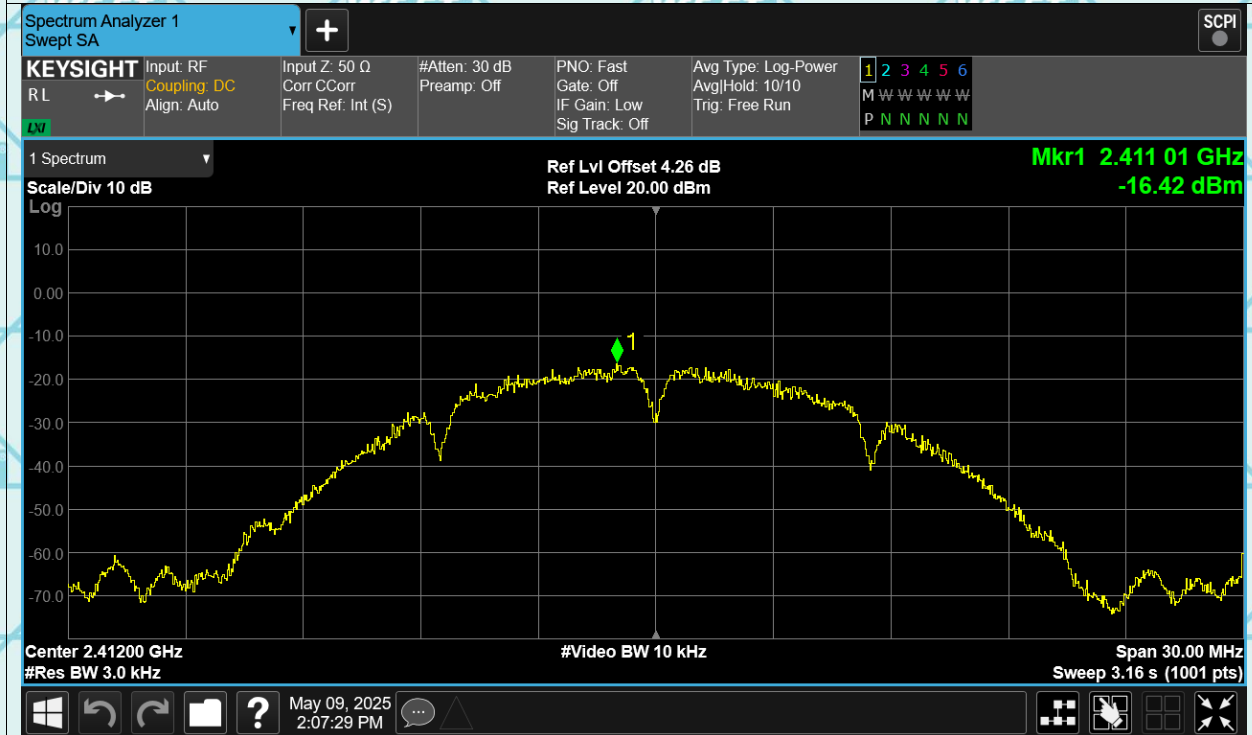 Spectrum Analyzer 1
Swept SA
+
SCPI
KEYSIGHT
R L
LXI
Input: RF
Coupling: DC
Align: Auto
Input Z: 50 Ω
Corr CCorr
Freq Ref: Int (S)
#Atten: 30 dB
Preamp: Off
PNO: Fast
Gate: Off
IF Gain: Low
Sig Track: Off
Avg Type: Log-Power
Avg|Hold: 10/10
Trig: Free Run
1 2 3 4 5 6
M W W W W W
P N N N N N
1 Spectrum
Scale/Div 10 dB
Log
Ref Lvl Offset 4.26 dB
Ref Level 20.00 dBm
Mkr1 2.411 01 GHz
-16.42 dBm
10.0
0.00
-10.0
-20.0
-30.0
-40.0
-50.0
-60.0
-70.0
1
Center 2.41200 GHz
#Res BW 3.0 kHz
#Video BW 10 kHz
Span 30.00 MHz
Sweep 3.16 s (1001 pts)
?
May 09, 2025
2:07:29 PM